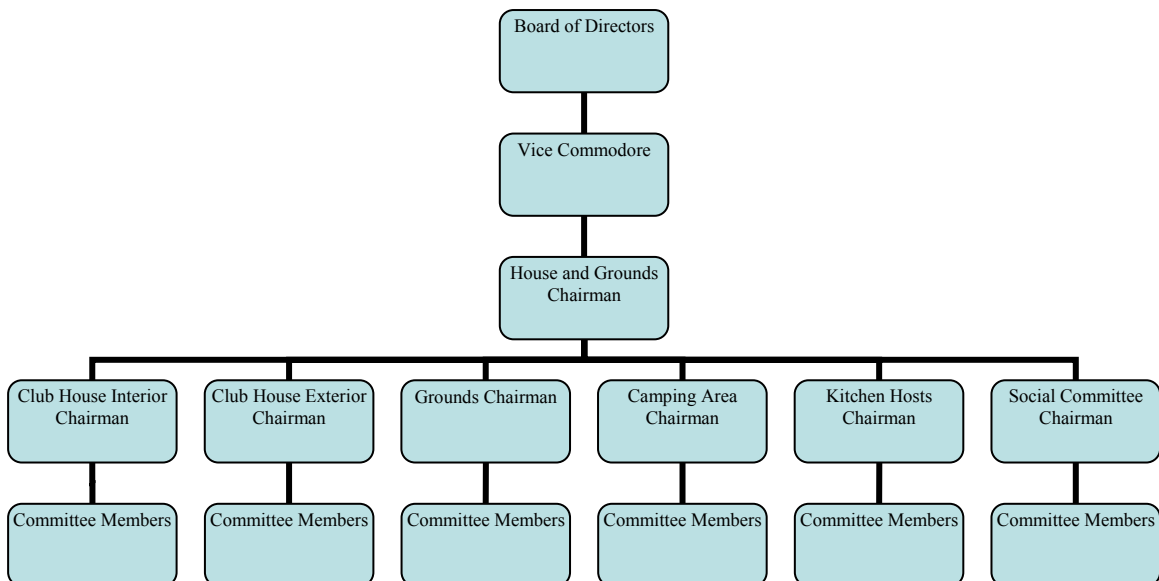 Board of Directors
Vice Commodore
House and Grounds
Chairman
Club House Interior
Chairman
Club House Exterior
Chairman
Grounds Chairman
Camping Area
Chairman
Kitchen Hosts
Chairman
Social Committee
Chairman
Committee Members
Committee Members
Committee Members
Committee Members
Committee Members
Committee Members